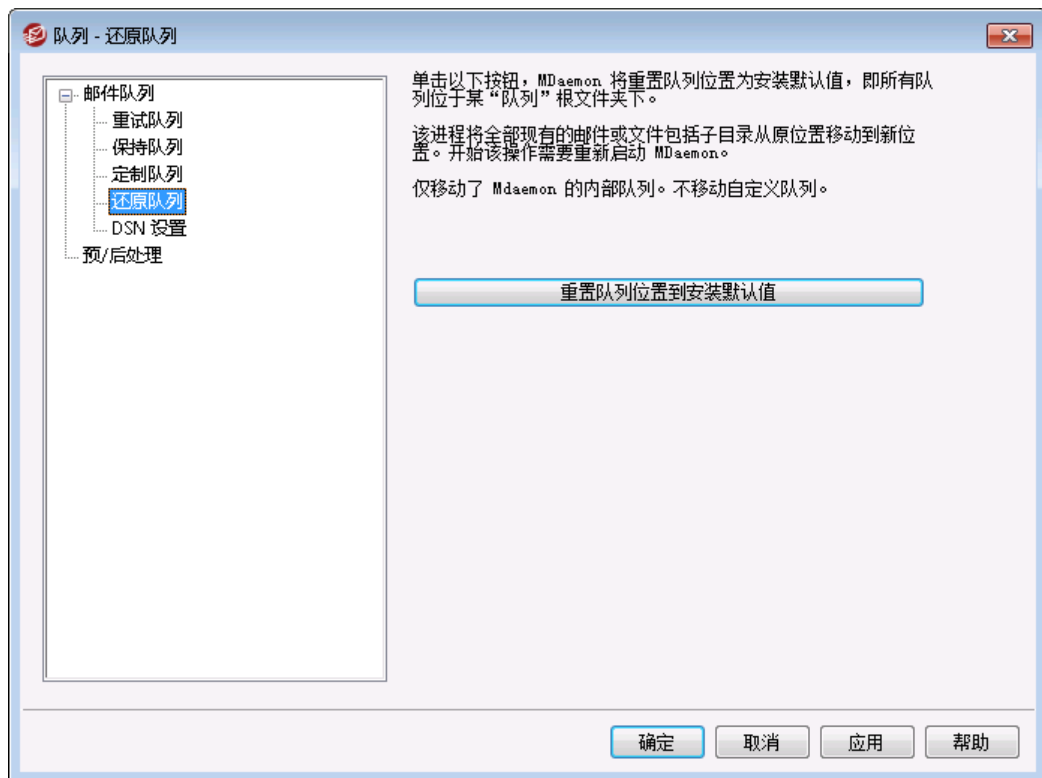 队列 - 还原队列
邮件队列
重试队列
保持队列
定制队列
还原队列
DSN 设置
预/后处理
单击以下按钮，MDaemon 将重置队列位置为安装默认值，即所有队
列位于某“队列”根文件夹下。
该进程将全部现有的邮件或文件包括子目录从原位置移动到新位
置。开始该操作需要重新启动 MDaemon。
仅移动了 Mdaemon 的内部队列。不移动自定义队列。
重置队列位置到安装默认值
确定
取消
应用
帮助